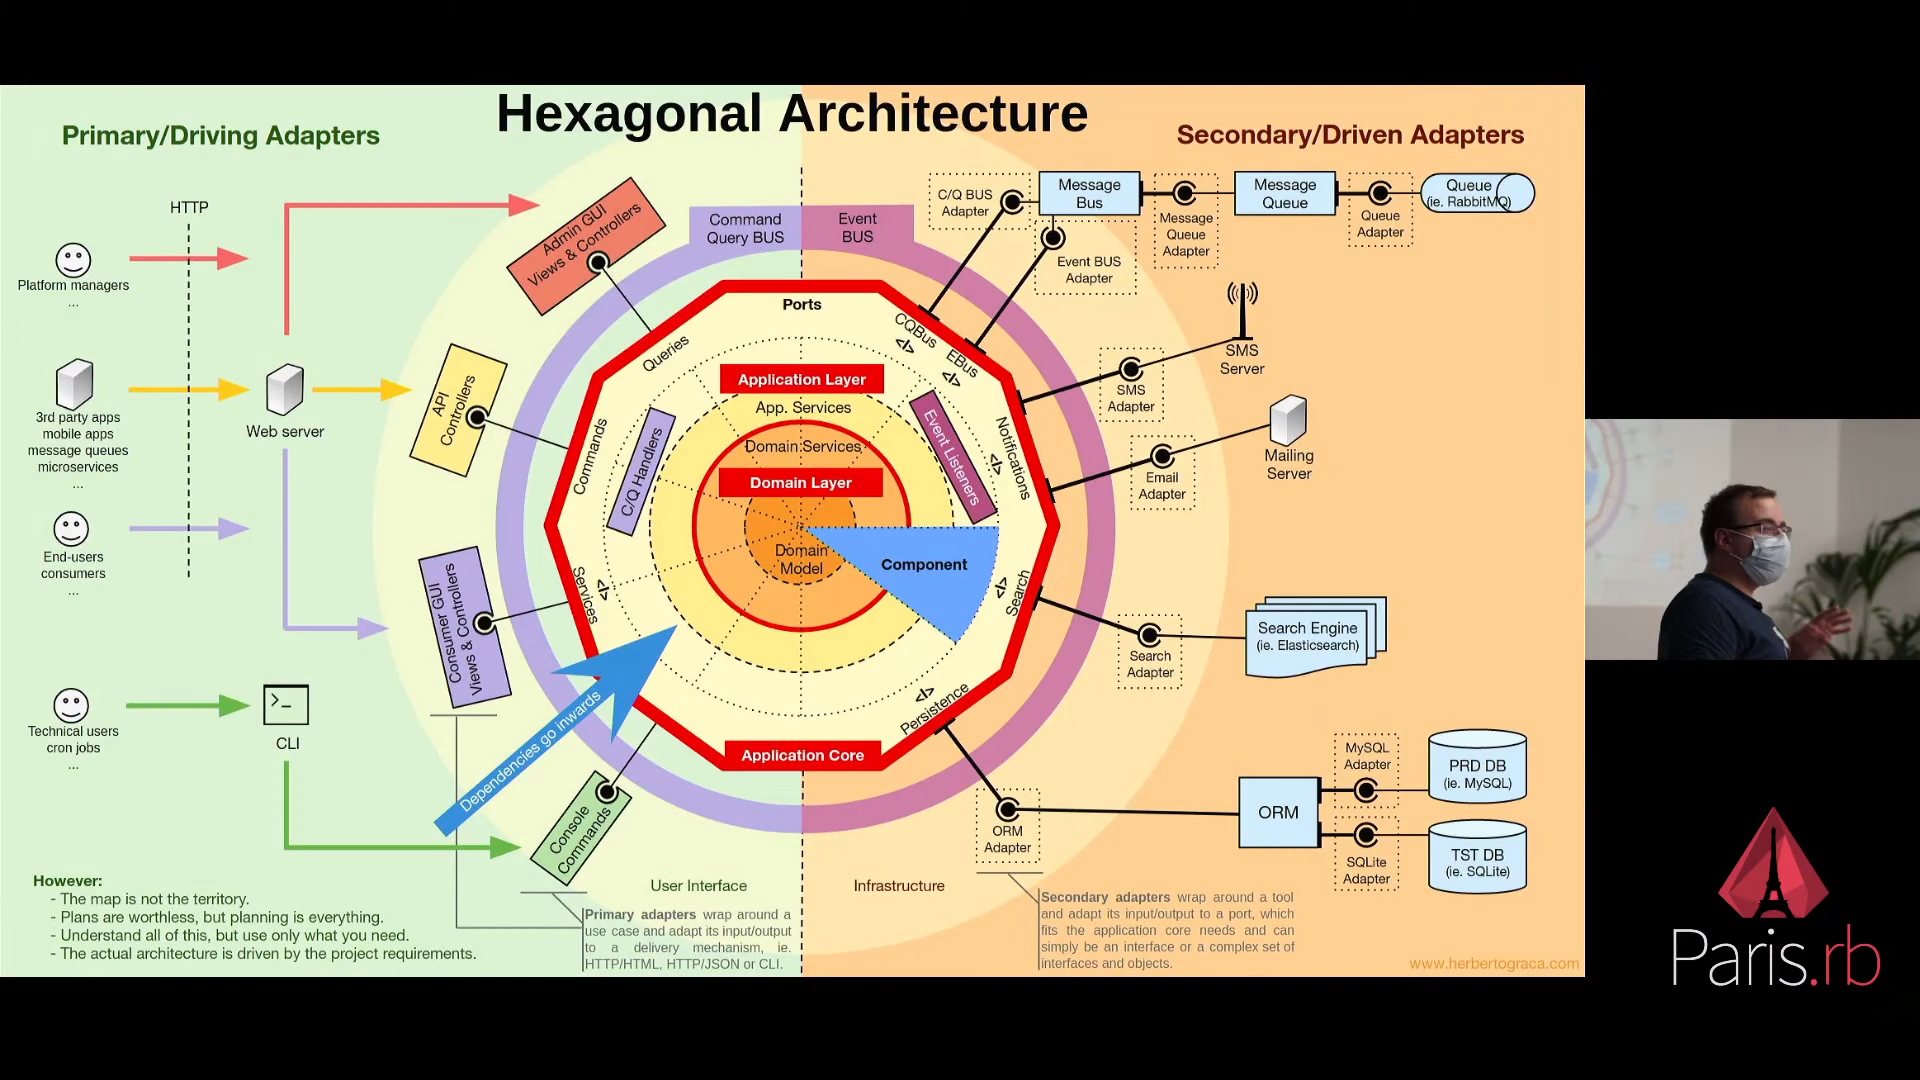 Hexagonal Architecture
Primary/Driving Adapters
Secondary/Driven Adapters
HTTP
Platform managers
...
3rd party apps
mobile apps
message queues
microservices
...
End-users
consumers
...
Technical users
cron jobs
...
Web server
CLI
Admin GUI
Views & Controllers
API
Controllers
Consumer GUI
Views & Controllers
Console
Commands
Command
Query BUS
Event
BUS
Ports
Queries
Commands
Services
</>
CQBus
</>
EBus
</>
Notifications
</>
Search
</>
Persistence
</>
Application Layer
App. Services
C/Q Handlers
Event Listeners
Domain Services
Domain Layer
Domain
Model
Component
Application Core
Dependencies go inwards
C/Q BUS
Adapter
Message
Bus
Message
Queue
Adapter
Message
Queue
Queue
Adapter
Queue
(ie. RabbitMQ)
Event BUS
Adapter
SMS
Adapter
SMS
Server
Email
Adapter
Mailing
Server
Search
Adapter
Search Engine
(ie. Elasticsearch)
ORM
Adapter
ORM
MySQL
Adapter
PRD DB
(ie. MySQL)
SQLite
Adapter
TST DB
(ie. SQLite)
User Interface
Infrastructure
However:
- The map is not the territory.
- Plans are worthless, but planning is everything.
- Understand all of this, but use only what you need.
- The actual architecture is driven by the project requirements.
Primary adapters wrap around a
use case and adapt its input/output
to a delivery mechanism, ie.
HTTP/HTML, HTTP/JSON or CLI.
Secondary adapters wrap around a tool
and adapt its input/output to a port, which
fits the application core needs and can
simply be an interface or a complex set of
interfaces and objects.
www.herbertograca.com
Paris.rb